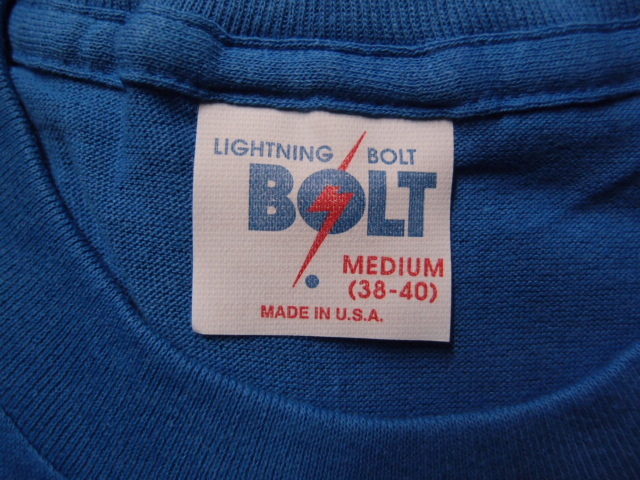 LIGHTNING BOLT
BOLT
MEDIUM
(38-40)
MADE IN U.S.A.